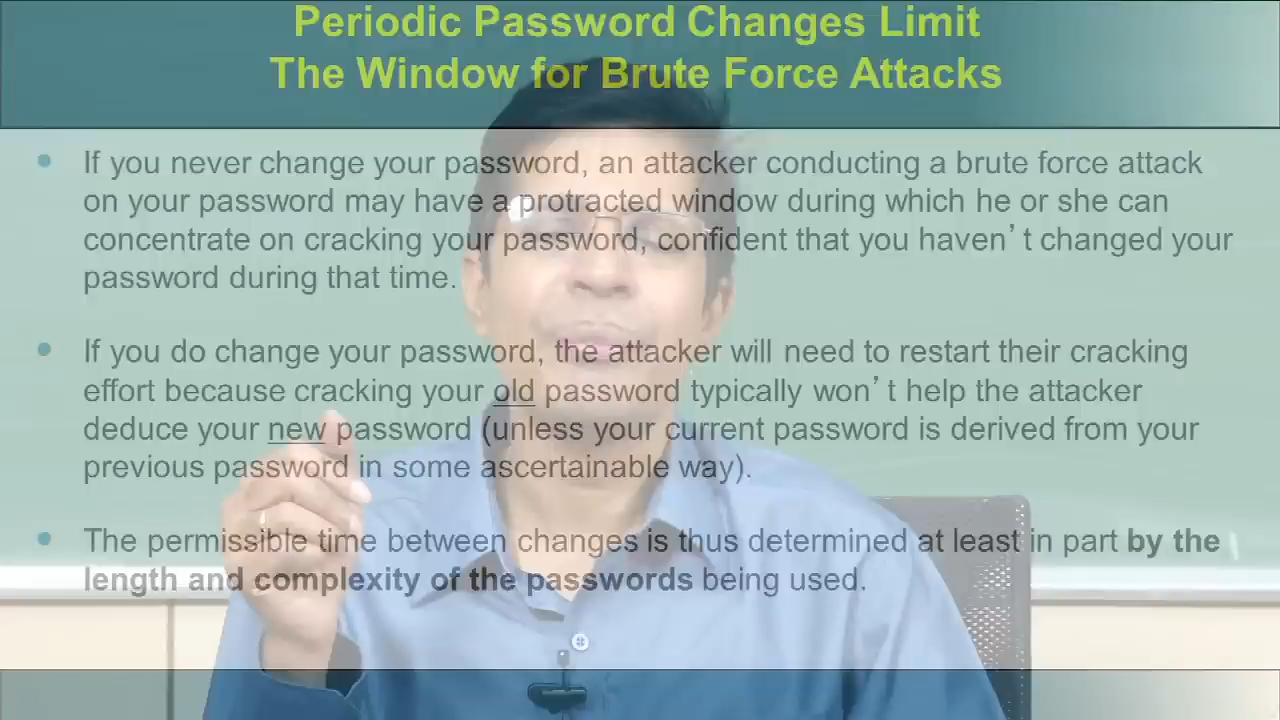 Periodic Password Changes Limit
The Window for Brute Force Attacks
If you never change your password, an attacker conducting a brute force attack
on your password may have a protracted window during which he or she can
concentrate on cracking your password, confident that you haven’t changed your
password during that time.
If you do change your password, the attacker will need to restart their cracking
effort because cracking your old password typically won’t help the attacker
deduce your new password (unless your current password is derived from your
previous password in some ascertainable way).
The permissible time between changes is thus determined at least in part by the
length and complexity of the passwords being used.